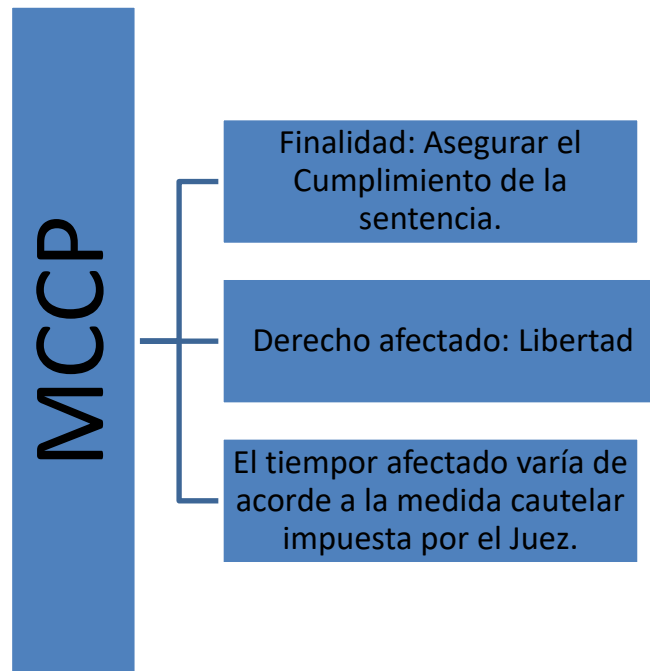 MCCP
Finalidad: Asegurar el
Cumplimiento de la
sentencia.
Derecho afectado: Libertad
El tiempor afectado varía de
acorde a la medida cautelar
impuesta por el Juez.